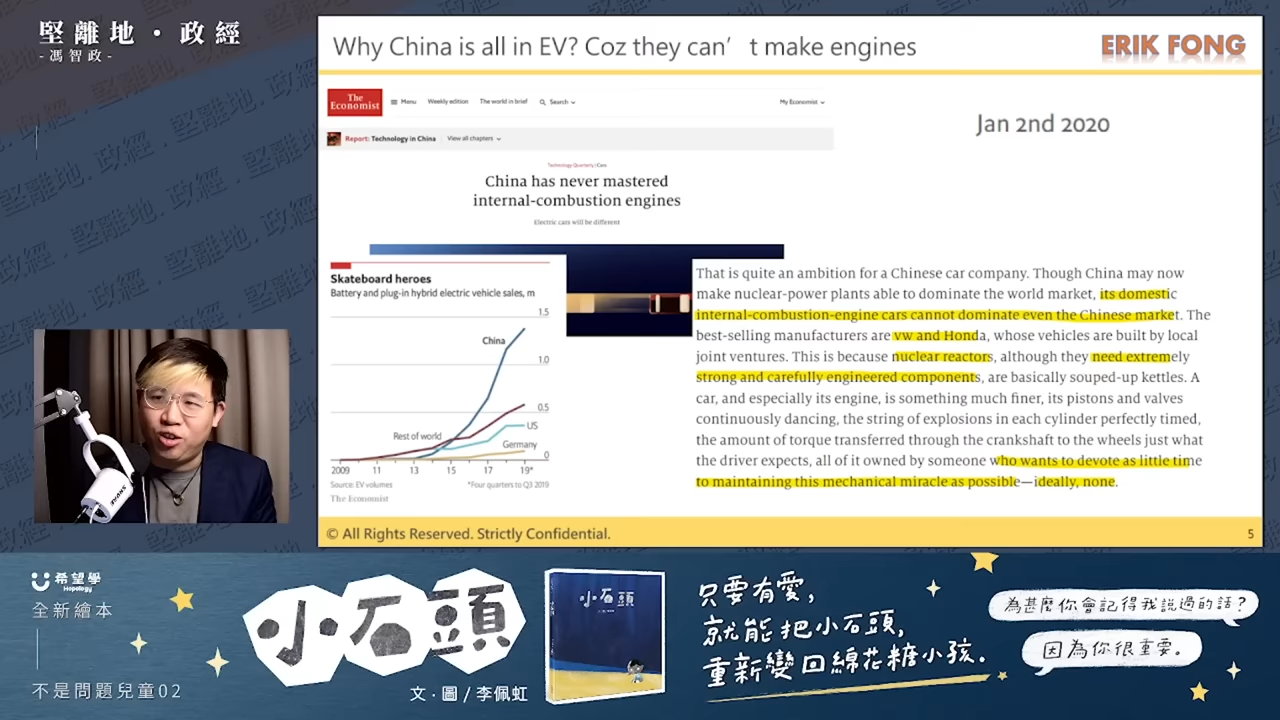 堅離地・政經
-馮智政-
Why China is all in EV? Coz they can't make engines
ERIK FONG
The Economist
Menu Weekly edition The world in brief Search My Economist
Report: Technology in China View all chapters
Jan 2nd 2020
Technology Quarterly | Cars
China has never mastered
internal-combustion engines
Electric cars will be different
Skateboard heroes
Battery and plug-in hybrid electric vehicle sales, m
1.5
China
1.0
0.5
Rest of world
US
Germany
0
2009 11 13 15 17 19*
Source: EV volumes *Four quarters to Q3 2019
The Economist
That is quite an ambition for a Chinese car company. Though China may now
make nuclear-power plants able to dominate the world market, its domestic
internal-combustion-engine cars cannot dominate even the Chinese market. The
best-selling manufacturers are vw and Honda, whose vehicles are built by local
joint ventures. This is because nuclear reactors, although they need extremely
strong and carefully engineered components, are basically souped-up kettles. A
car, and especially its engine, is something much finer, its pistons and valves
continuously dancing, the string of explosions in each cylinder perfectly timed,
the amount of torque transferred through the crankshaft to the wheels just what
the driver expects, all of it owned by someone who wants to devote as little time
to maintaining this mechanical miracle as possible—ideally, none.
© All Rights Reserved. Strictly Confidential.
5
希望學
Hopology
全新繪本
不是問題兒童02
小石頭
文・圖/李佩虹
小石頭
只要有愛,
就能把小石頭,
重新變回綿花糖小孩.
為甚麼你會記得我說過的話?
因為你很重要。